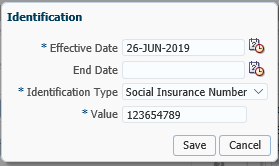 Identification
* Effective Date 26-JUN-2019
End Date
* Identification Type Social Insurance Number
* Value 123654789
Save Cancel